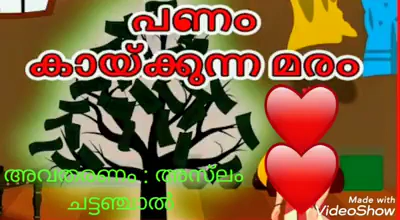 പണം
കായ്ക്കുന്ന മരം
അവതരണം : അസ്‌ലം
ചട്ടഞ്ചാൽ
Made with
VideoShow